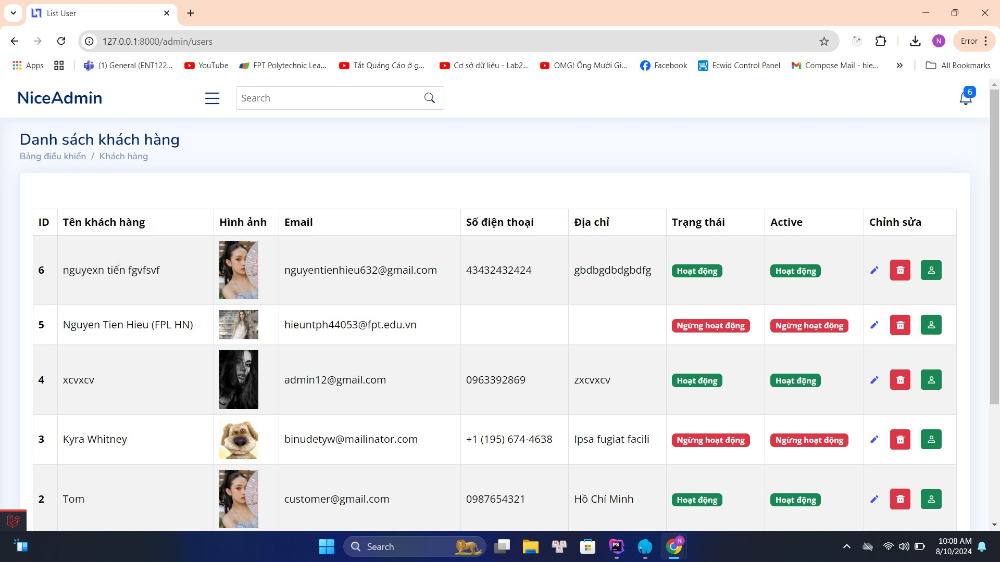 List User
127.0.0.1:8000/admin/users
N
Error
Apps
(1) General (ENT122...
YouTube
FPT Polytechnic Lea...
Tắt Quảng Cáo ở g...
Cơ sở dữ liệu - Lab2...
OMG! Ông Mười Gi...
Facebook
Ecwid Control Panel
Compose Mail - hie...
All Bookmarks
NiceAdmin
Search
6
Danh sách khách hàng
Bảng điều khiển / Khách hàng
ID Tên khách hàng Hình ảnh Email Số điện thoại Địa chỉ Trạng thái Active Chỉnh sửa
6 nguyexn tiến fgvfsvf nguyentienhieu632@gmail.com 43432432424 gbdbgdbdgbdfg Hoạt động Hoạt động
5 Nguyen Tien Hieu (FPL HN) hieuntph44053@fpt.edu.vn Ngừng hoạt động Ngừng hoạt động
4 xcvxcv admin12@gmail.com 0963392869 zxcvxcv Hoạt động Hoạt động
3 Kyra Whitney binudetyw@mailinator.com +1 (195) 674-4638 Ipsa fugiat facili Ngừng hoạt động Ngừng hoạt động
2 Tom customer@gmail.com 0987654321 Hồ Chí Minh Hoạt động Hoạt động
Search
PS
N
10:08 AM
8/10/2024